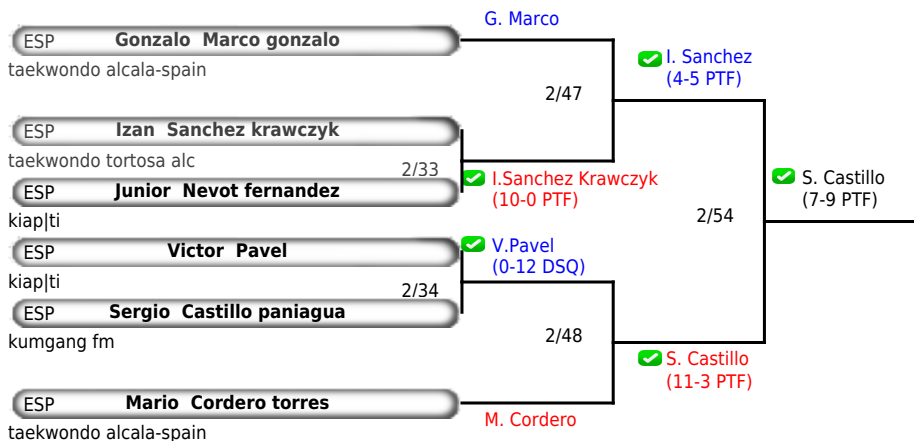 G. Marco
ESP Gonzalo Marco gonzalo
taekwondo alcala-spain
I. Sanchez
(4-5 PTF)
2/47
ESP Izan Sanchez krawczyk
taekwondo tortosa alc
2/33
ESP Junior Nevot fernandez
kiap|ti
I.Sanchez Krawczyk
(10-0 PTF)
S. Castillo
(7-9 PTF)
2/54
ESP Victor Pavel
kiap|ti
V.Pavel
(0-12 DSQ)
2/34
ESP Sergio Castillo paniagua
kumgang fm
2/48
S. Castillo
(11-3 PTF)
ESP Mario Cordero torres
taekwondo alcala-spain
M. Cordero